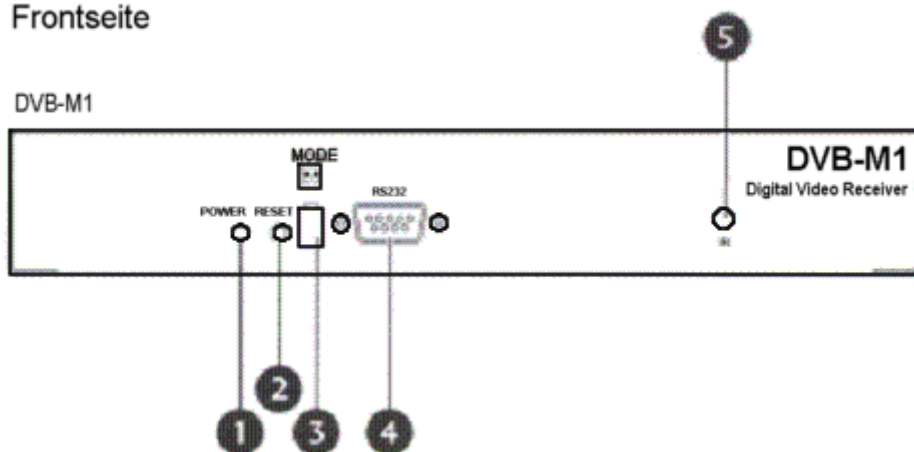 Frontseite
5
DVB-M1
MODE
DVB-M1
Digital Video Receiver
RS232
POWER RESET
2
1 3 4